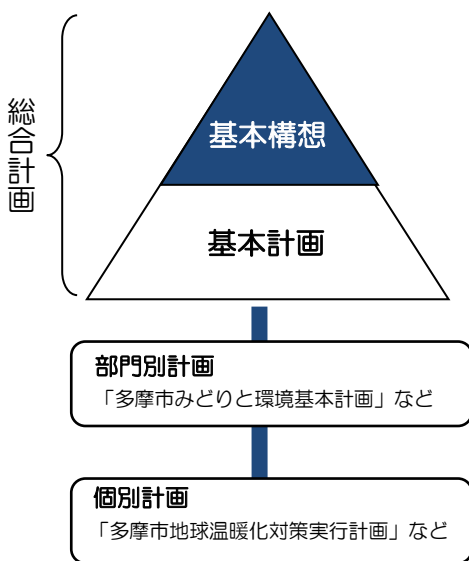 総合計画
基本構想
基本計画
部門別計画
「多摩市みどりと環境基本計画」など
個別計画
「多摩市地球温暖化対策実行計画」など